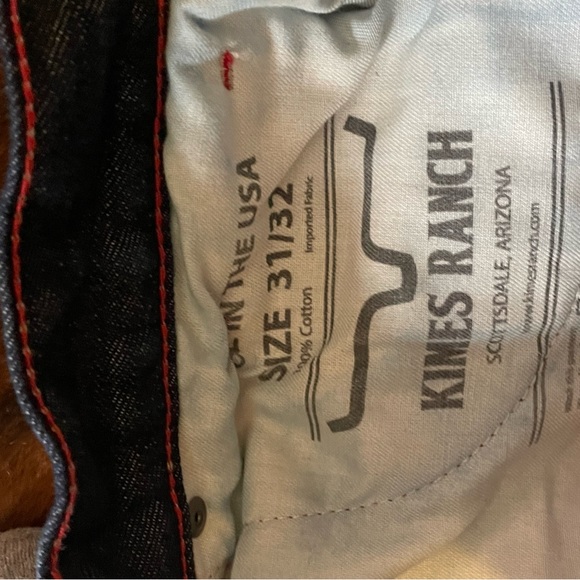 IN THE USA
SIZE 31/32
100% Cotton Imported Fabric
KIMES RANCH
SCOTTSDALE, ARIZONA
www.kimesranch.com